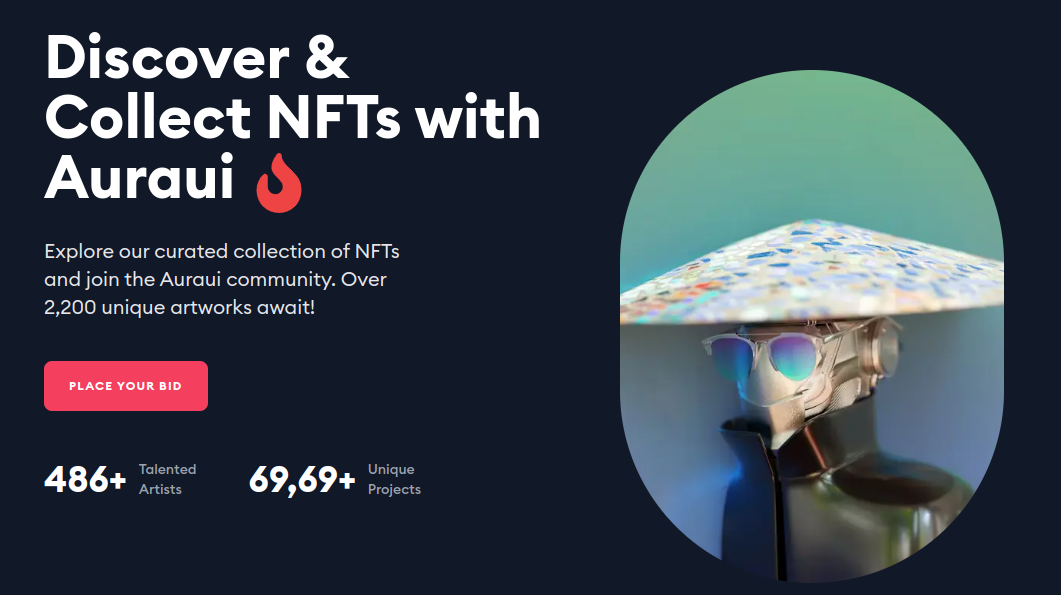 Discover &
Collect NFTs with
Auraui
Explore our curated collection of NFTs
and join the Auraui community. Over
2,200 unique artworks await!
PLACE YOUR BID
486+
Talented
Artists
69,69+
Unique
Projects